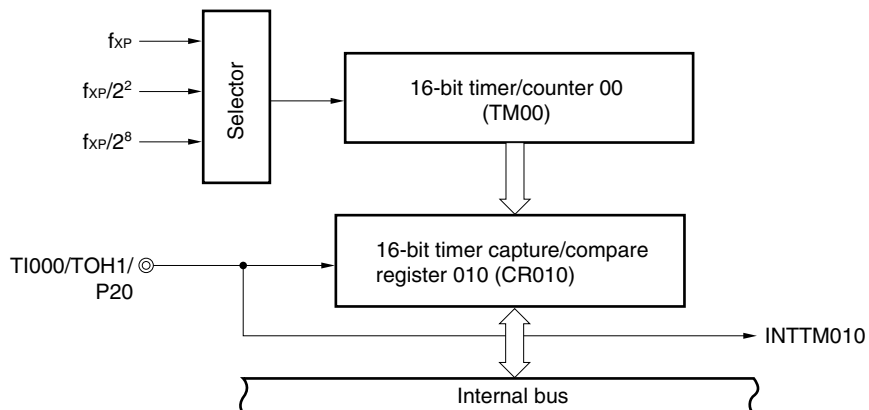 fXP
fXP/2²
fXP/2⁸
Selector
16-bit timer/counter 00
(TM00)
16-bit timer capture/compare
register 010 (CR010)
TI000/TOH1/
P20
INTTM010
Internal bus